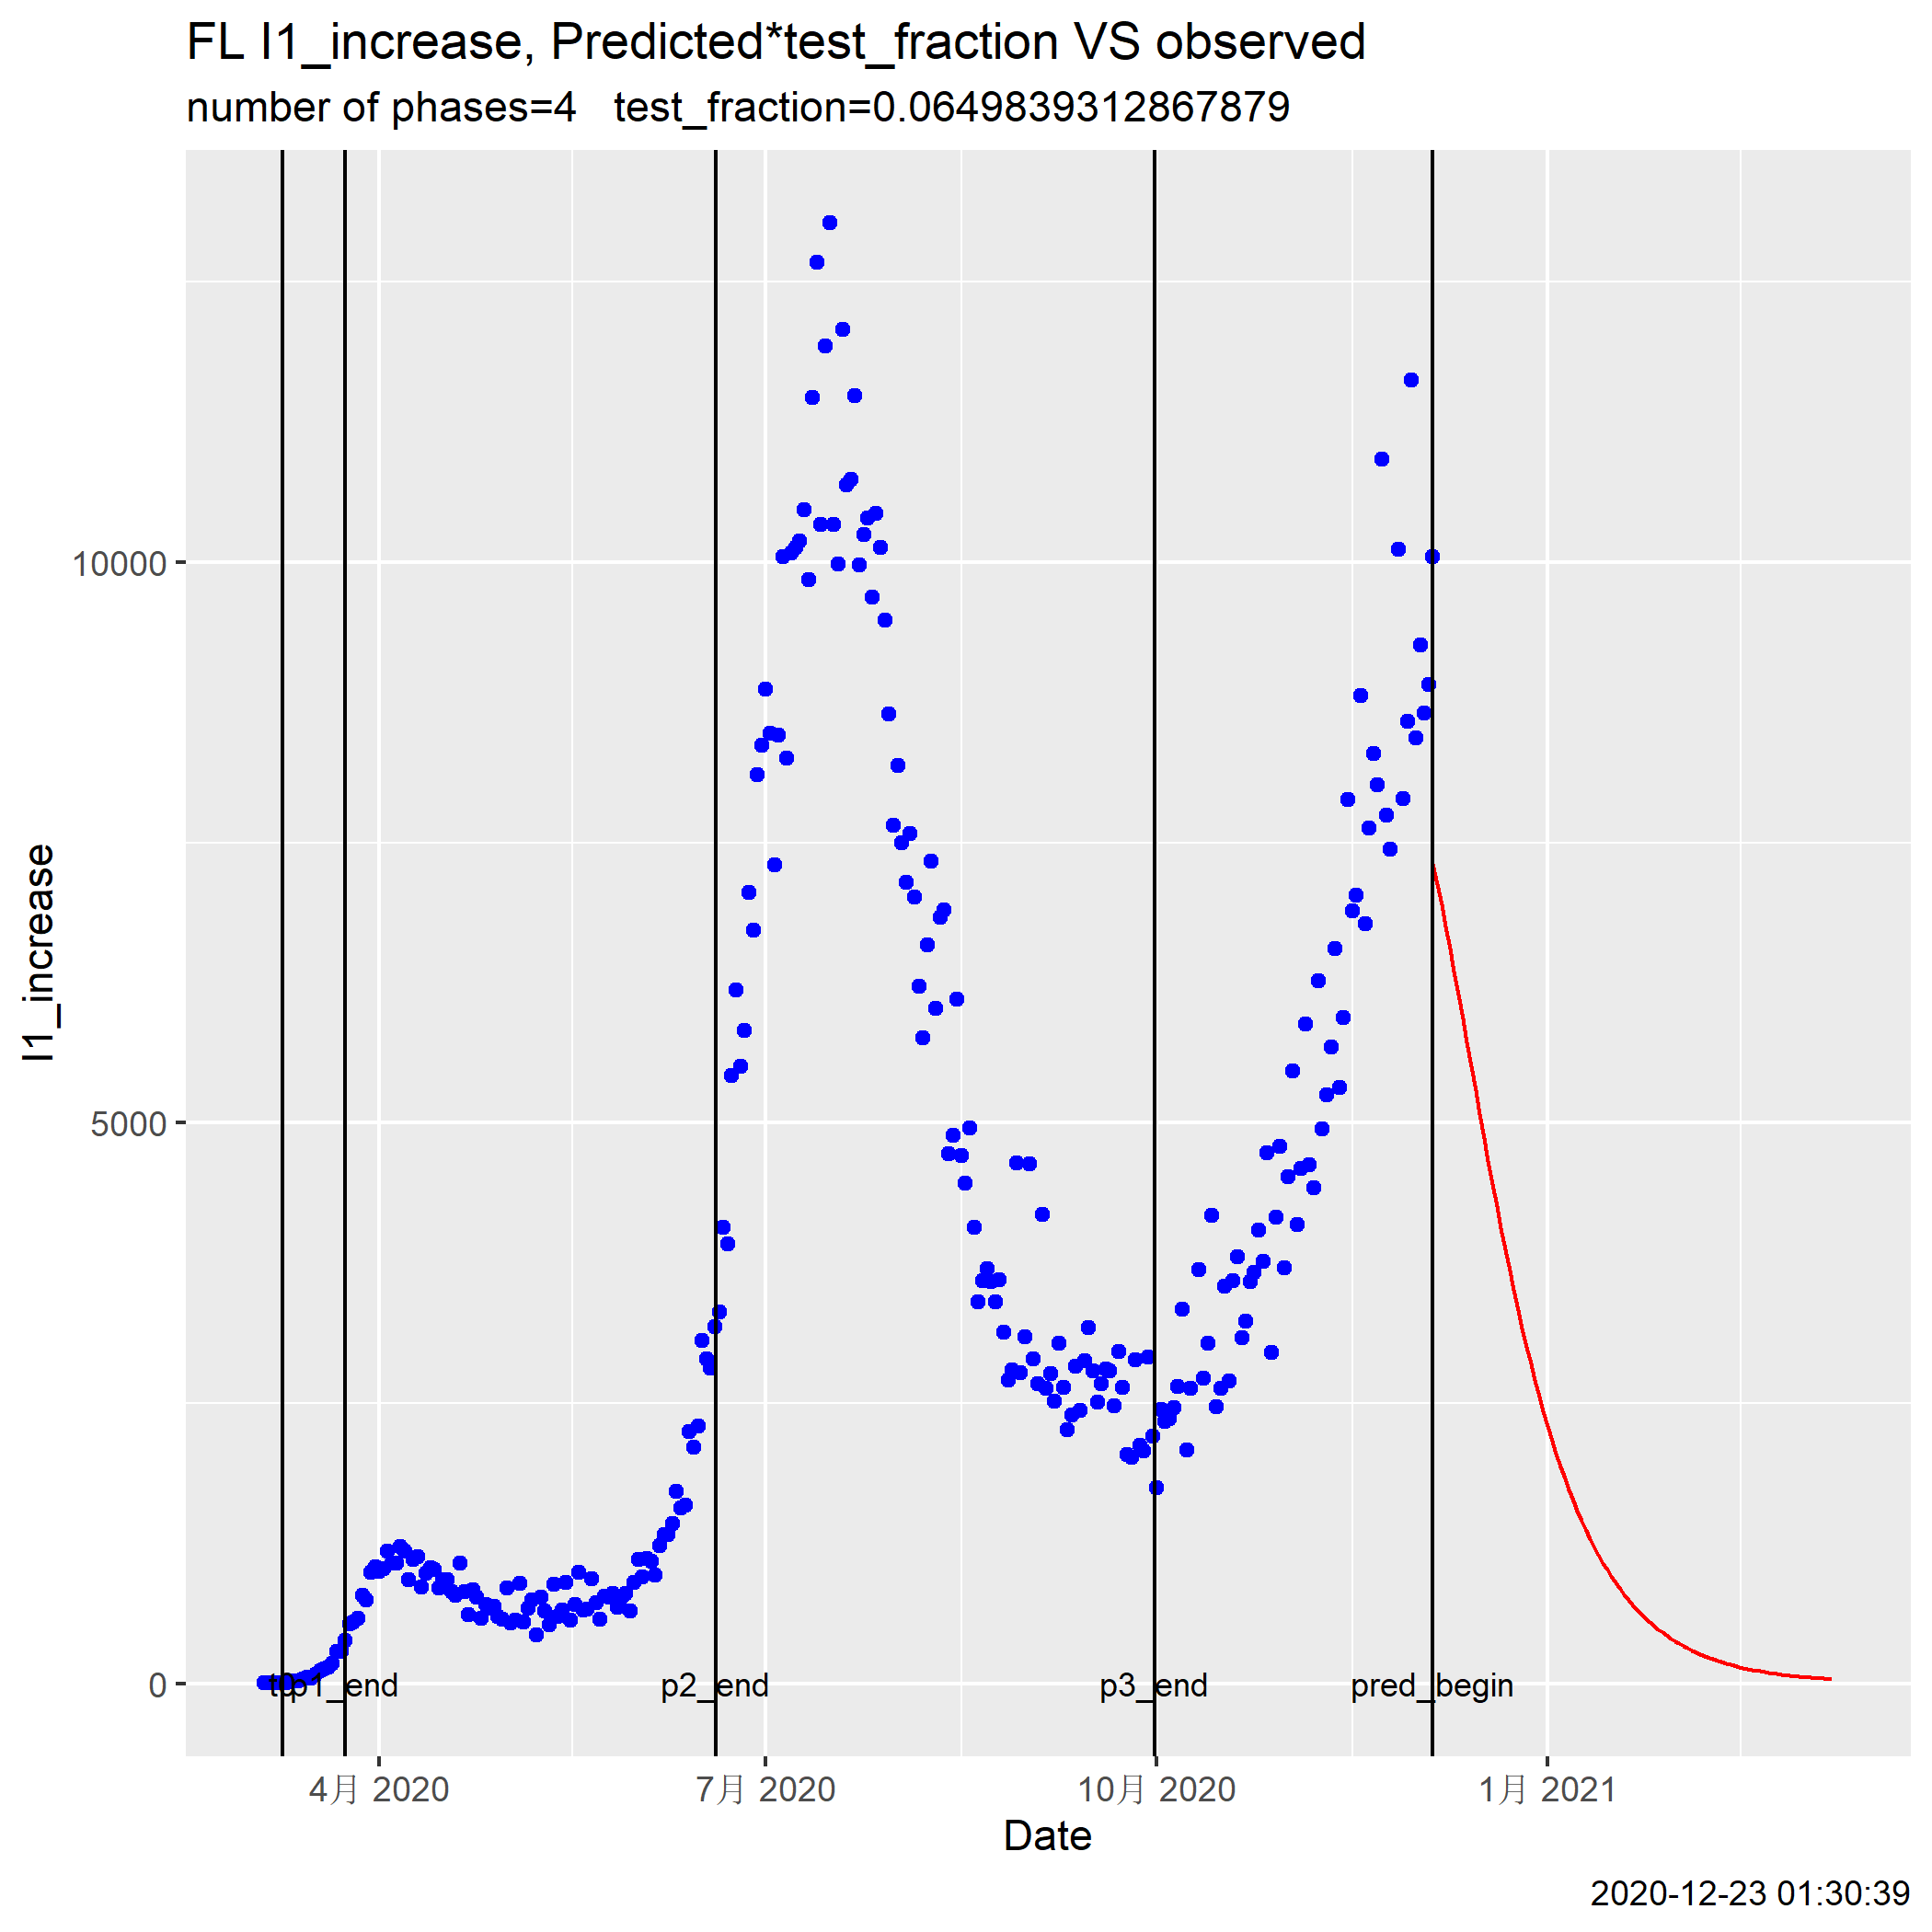 FL I1_increase, Predicted*test_fraction VS observed
number of phases=4 test_fraction=0.0649839312867879
I1_increase
10000
5000
0
t0
p1_end
p2_end
p3_end
pred_begin
4月 2020
7月 2020
10月 2020
1月 2021
Date
2020-12-23 01:30:39